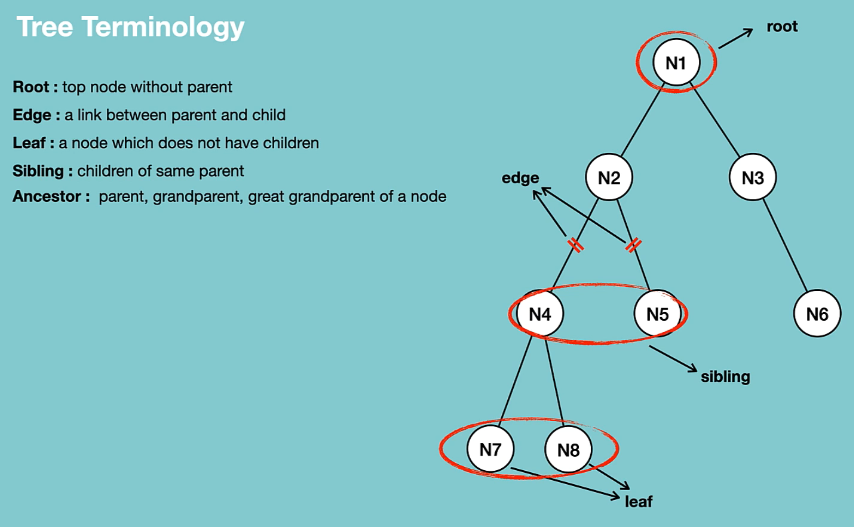 Tree Terminology
Root : top node without parent
Edge : a link between parent and child
Leaf : a node which does not have children
Sibling : children of same parent
Ancestor :  parent, grandparent, great grandparent of a node
root
N1
edge
N2
N3
N4
N5
N6
sibling
N7
N8
leaf